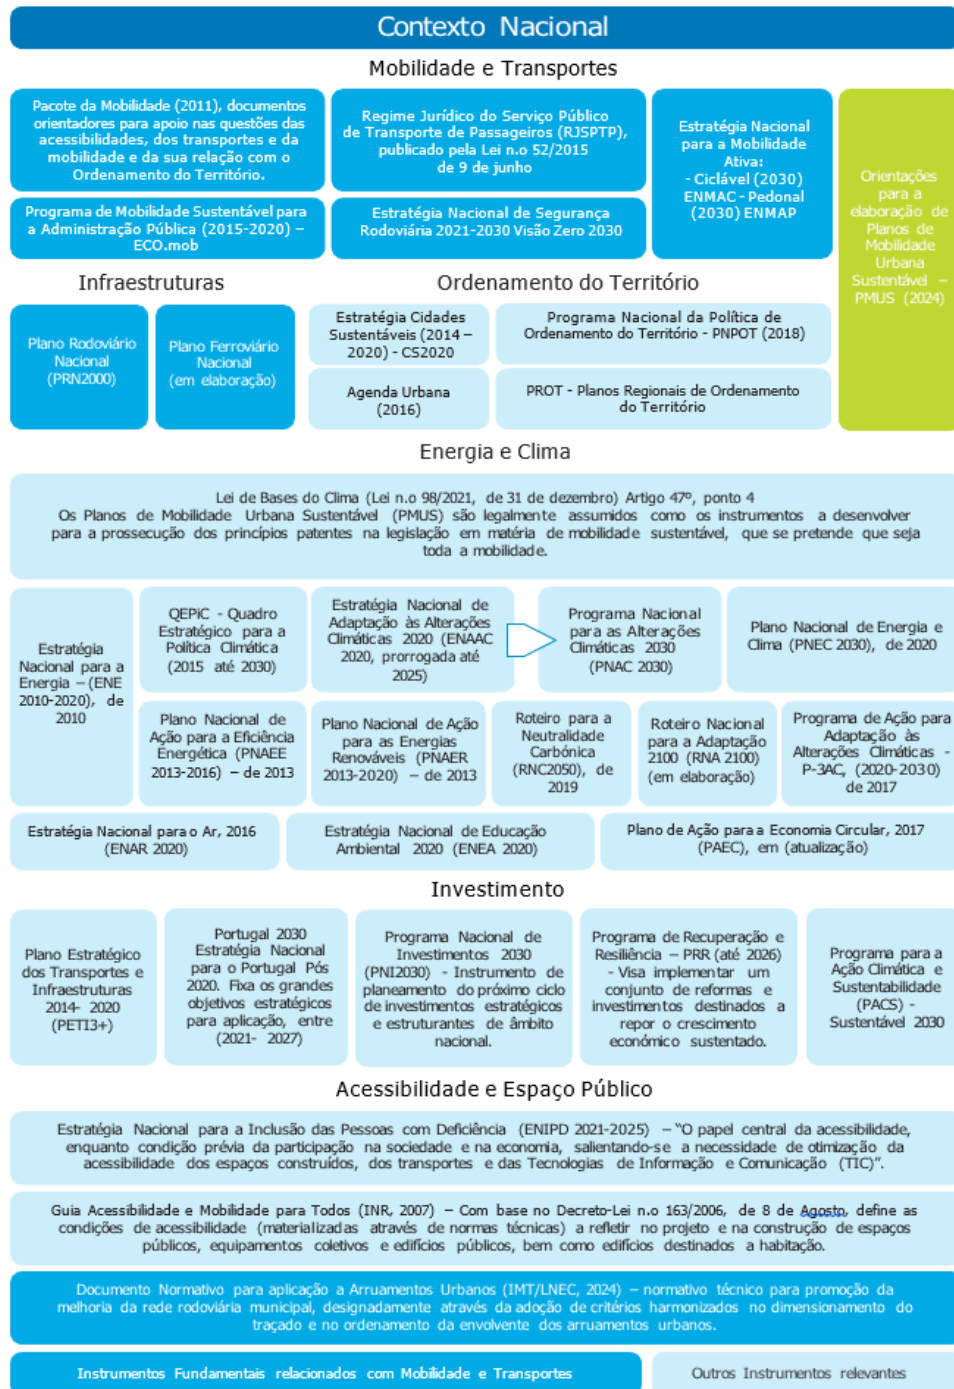 Contexto Nacional
Mobilidade e Transportes
Pacote da Mobilidade (2011), documentos
orientadores para apoio nas questões das
acessibilidades, dos transportes e da
mobilidade e da sua relação com o
Ordenamento do Território.
Regime Jurídico do Serviço Público
de Transporte de Passageiros (RJSPTP),
publicado pela Lei n.o 52/2015
de 9 de junho
Estratégia Nacional
para a Mobilidade
Ativa:
- Ciclável (2030)
ENMAC - Pedonal
(2030) ENMAP
Orientações
para a
elaboração de
Planos de
Mobilidade
Urbana
Sustentável –
PMUS (2024)
Programa de Mobilidade Sustentável para
a Administração Pública (2015-2020) –
ECO.mob
Estratégia Nacional de Segurança
Rodoviária 2021-2030 Visão Zero 2030
Infraestruturas
Plano Rodoviário
Nacional
(PRN2000)
Plano Ferroviário
Nacional
(em elaboração)
Ordenamento do Território
Estratégia Cidades
Sustentáveis (2014 –
2020) - CS2020
Programa Nacional da Política de
Ordenamento do Território - PNPOT (2018)
Agenda Urbana
(2016)
PROT - Planos Regionais de Ordenamento
do Território
Energia e Clima
Lei de Bases do Clima (Lei n.o 98/2021, de 31 de dezembro) Artigo 47º, ponto 4
Os Planos de Mobilidade Urbana Sustentável (PMUS) são legalmente assumidos como os instrumentos a desenvolver
para a prossecução dos princípios patentes na legislação em matéria de mobilidade sustentável, que se pretende que seja
toda a mobilidade.
Estratégia
Nacional para a
Energia – (ENE
2010-2020), de
2010
QEPiC - Quadro
Estratégico para a
Política Climática
(2015 até 2030)
Estratégia Nacional de
Adaptação às Alterações
Climáticas 2020 (ENAAC
2020, prorrogada até
2025)
Programa Nacional
para as Alterações
Climáticas 2030
(PNAC 2030)
Plano Nacional de Energia e
Clima (PNEC 2030), de 2020
Plano Nacional de
Ação para a Eficiência
Energética (PNAEE
2013-2016) – de 2013
Plano Nacional de Ação
para as Energias
Renováveis (PNAER
2013-2020) – de 2013
Roteiro para a
Neutralidade
Carbónica
(RNC2050), de
2019
Roteiro Nacional
para a Adaptação
2100 (RNA 2100)
(em elaboração)
Programa de Ação para
Adaptação às
Alterações Climáticas -
P-3AC, (2020-2030)
de 2017
Estratégia Nacional para o Ar, 2016
(ENAR 2020)
Estratégia Nacional de Educação
Ambiental 2020 (ENEA 2020)
Plano de Ação para a Economia Circular, 2017
(PAEC), em (atualização)
Investimento
Plano Estratégico
dos Transportes e
Infraestruturas
2014- 2020
(PETI3+)
Portugal 2030
Estratégia Nacional
para o Portugal Pós
2020. Fixa os grandes
objetivos estratégicos
para aplicação, entre
(2021- 2027)
Programa Nacional de
Investimentos 2030
(PNI2030) - Instrumento de
planeamento do próximo ciclo
de investimentos estratégicos
e estruturantes de âmbito
nacional.
Programa de Recuperação e
Resiliência – PRR (até 2026)
- Visa implementar um
conjunto de reformas e
investimentos destinados a
repor o crescimento
económico sustentado.
Programa para a
Ação Climática e
Sustentabilidade
(PACS) -
Sustentável 2030
Acessibilidade e Espaço Público
Estratégia Nacional para a Inclusão das Pessoas com Deficiência (ENIPD 2021-2025) – “O papel central da acessibilidade,
enquanto condição prévia da participação na sociedade e na economia, salientando-se a necessidade de otimização da
acessibilidade dos espaços construídos, dos transportes e das Tecnologias de Informação e Comunicação (TIC)”.
Guia Acessibilidade e Mobilidade para Todos (INR, 2007) – Com base no Decreto-Lei n.o 163/2006, de 8 de Agosto, define as
condições de acessibilidade (materializadas através de normas técnicas) a refletir no projeto e na construção de espaços
públicos, equipamentos coletivos e edifícios públicos, bem como edifícios destinados a habitação.
Documento Normativo para aplicação a Arruamentos Urbanos (IMT/LNEC, 2024) – normativo técnico para promoção da
melhoria da rede rodoviária municipal, designadamente através da adoção de critérios harmonizados no dimensionamento do
traçado e no ordenamento da envolvente dos arruamentos urbanos.
Instrumentos Fundamentais relacionados com Mobilidade e Transportes
Outros Instrumentos relevantes